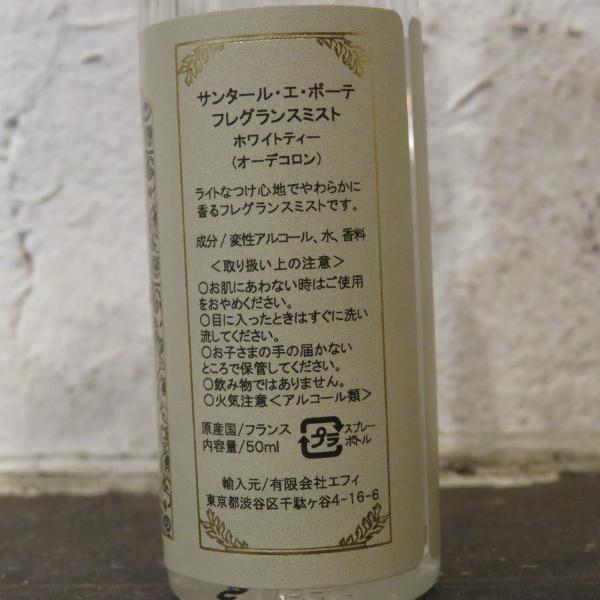 サンタール・エ・ボーテ
フレグランスミスト
ホワイトティー
(オーデコロン)
ライトなつけ心地でやわらかに
香るフレグランスミストです。
成分/変性アルコール、水、香料
＜取り扱い上の注意＞
○お肌にあわない時はご使用
をおやめください。
○目に入ったときはすぐに洗い
流してください。
○お子さまの手の届かない
ところで保管してください。
○飲み物ではありません。
○火気注意＜アルコール類＞
原産国/フランス
内容量/50ml
プラ
スプレー
ボトル
輸入元/有限会社エフィ
東京都渋谷区千駄ヶ谷4-16-6